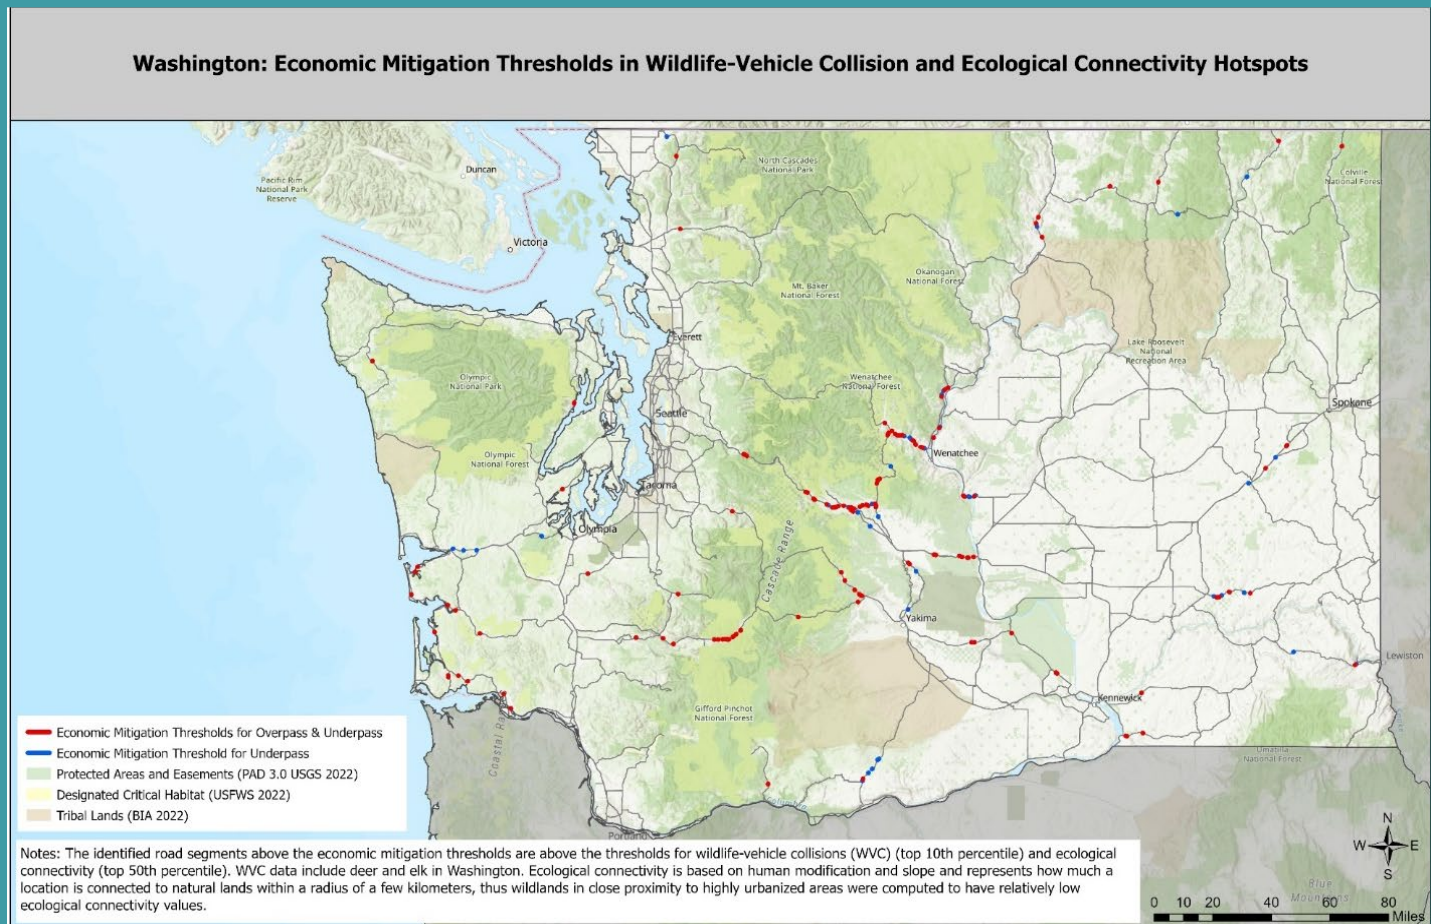 Washington: Economic Mitigation Thresholds in Wildlife-Vehicle Collision and Ecological Connectivity Hotspots
Duncan
Pacific Rim
National Park
Reserve
Victoria
North Cascades
National Park
Colville
National Forest
Okanogan
National Forest
Mt. Baker
National Forest
Everett
Lake Roosevelt
National
Recreation Area
Olympic
National Park
Wenatchee
National Forest
Seattle
Spokane
Olympic
National Forest
Wenatchee
Tacoma
Olympia
Cascade Range
Yakima
Lewiston
Kennewick
Gifford Pinchot
National Forest
Coastal
Umatilla
National Forest
Economic Mitigation Thresholds for Overpass & Underpass
Economic Mitigation Threshold for Underpass
Protected Areas and Easements (PAD 3.0 USGS 2022)
Designated Critical Habitat (USFWS 2022)
Tribal Lands (BIA 2022)
Notes: The identified road segments above the economic mitigation thresholds are above the thresholds for wildlife-vehicle collisions (WVC) (top 10th percentile) and ecological
connectivity (top 50th percentile). WVC data include deer and elk in Washington. Ecological connectivity is based on human modification and slope and represents how much a
location is connected to natural lands within a radius of a few kilometers, thus wildlands in close proximity to highly urbanized areas were computed to have relatively low
ecological connectivity values.
N
W E
S
Blue
Mountains
0 10 20 40 60 80
Miles